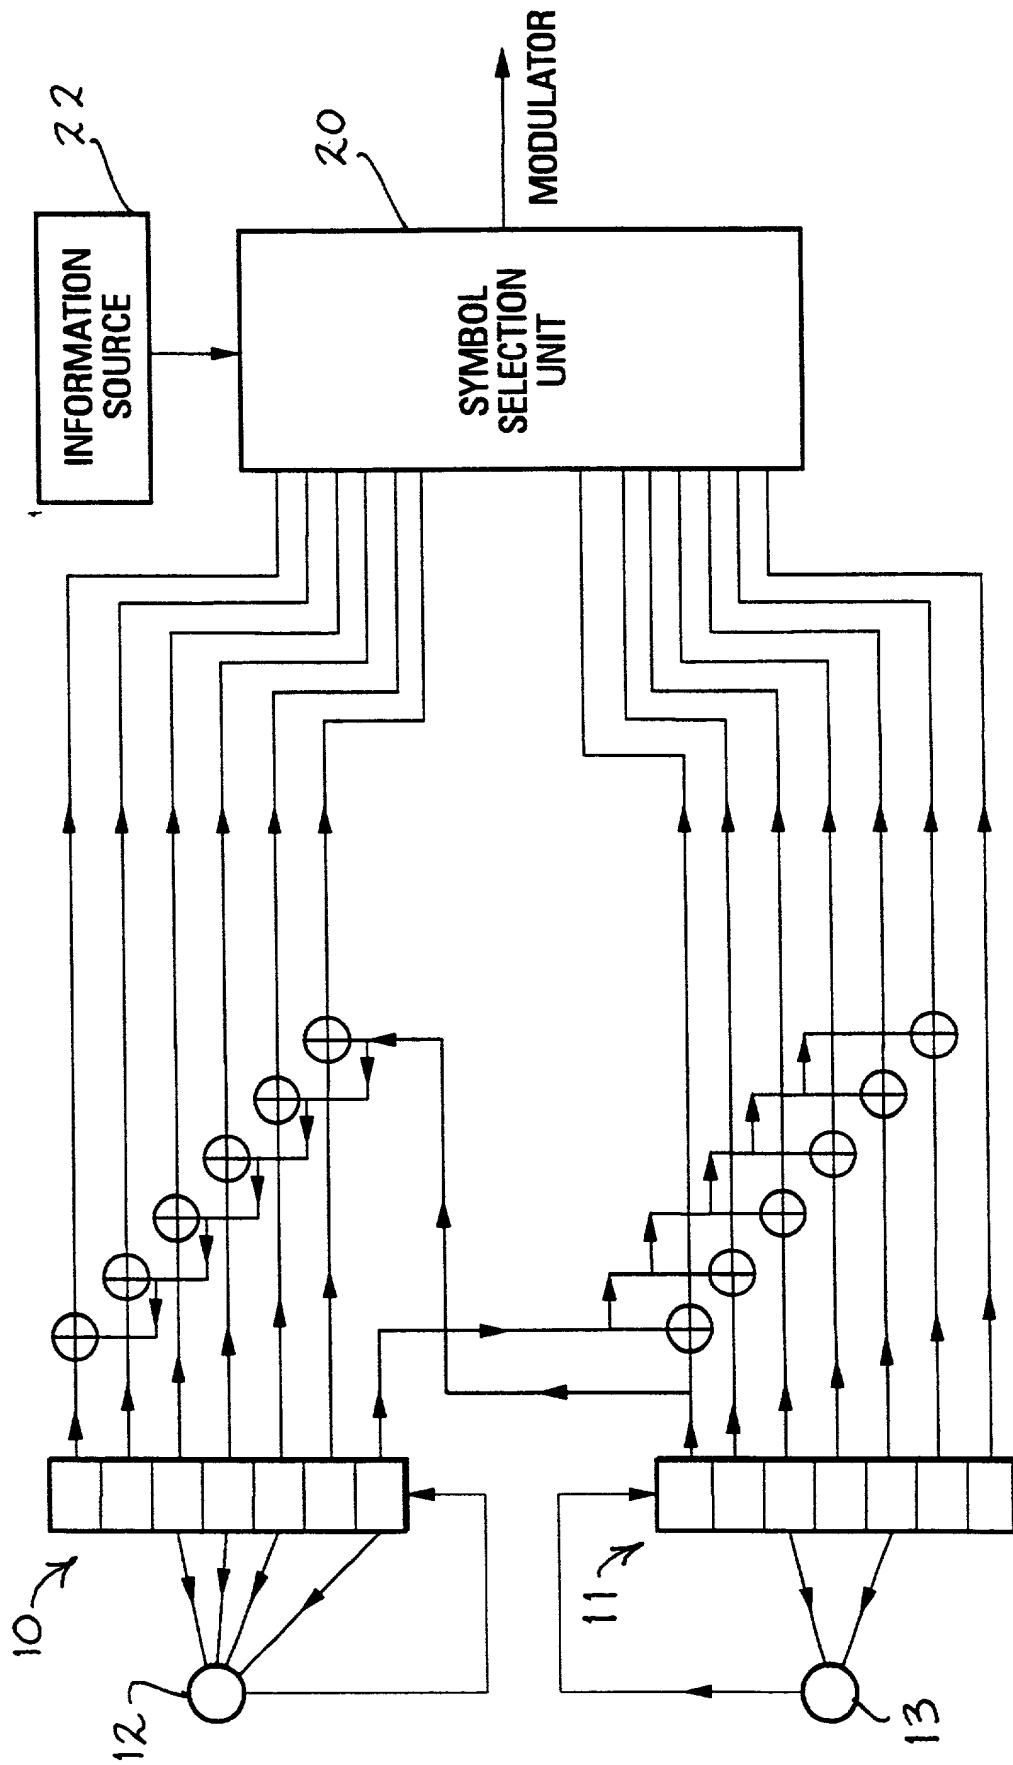 22
INFORMATION
SOURCE
20
SYMBOL
SELECTION
UNIT
MODULATOR
10
12
11
13